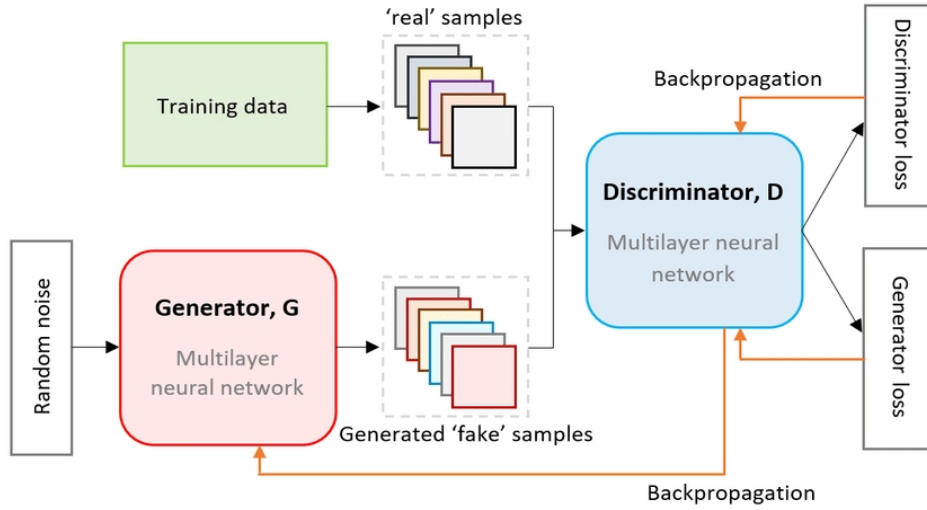 ‘real’ samples
Training data
Backpropagation
Discriminator loss
Discriminator, D
Multilayer neural
network
Random noise
Generator, G
Multilayer
neural network
Generated ‘fake’ samples
Generator loss
Backpropagation